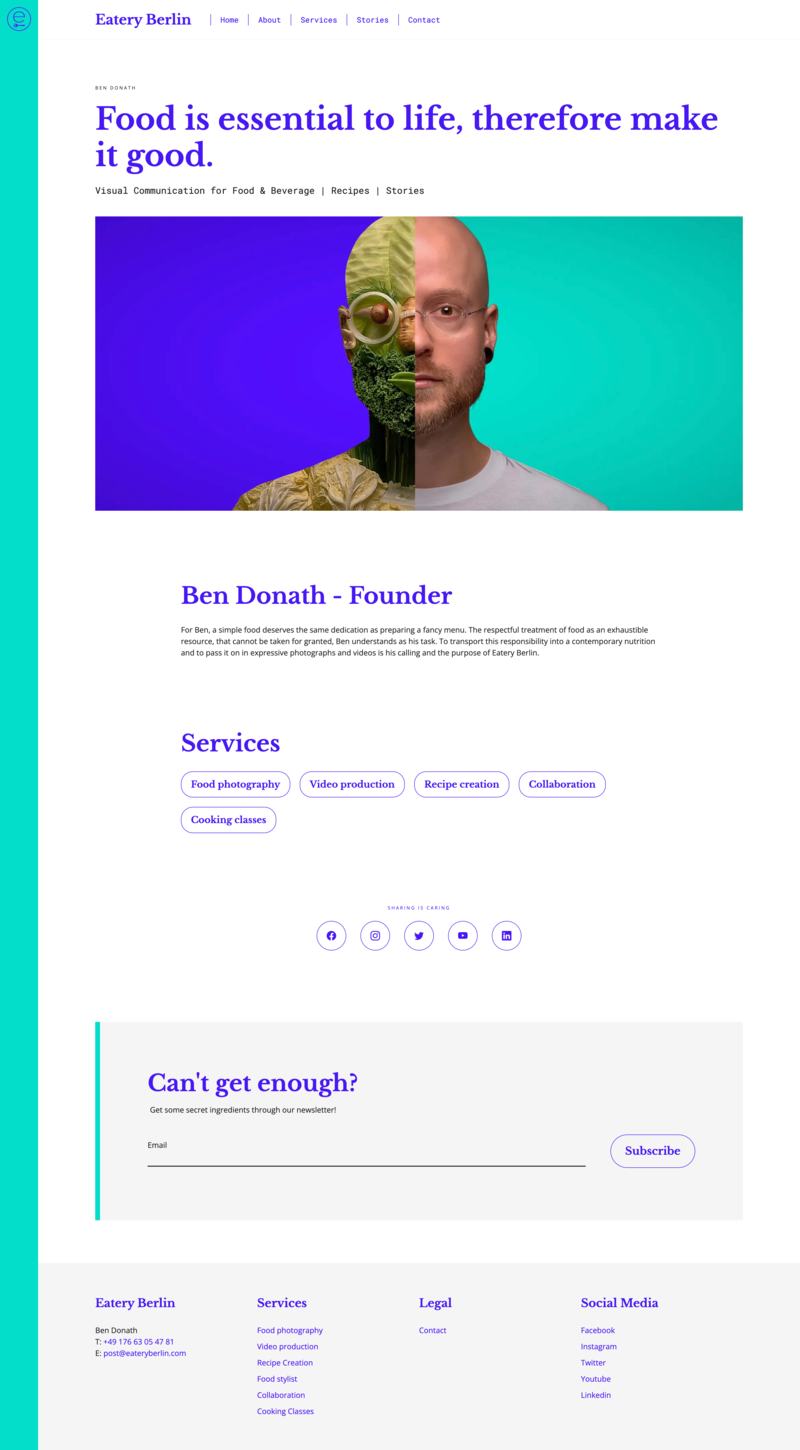 Eatery Berlin
Home
About
Services
Stories
Contact
BEN DONATH
Food is essential to life, therefore make
it good.
Visual Communication for Food & Beverage | Recipes | Stories
Ben Donath - Founder
For Ben, a simple food deserves the same dedication as preparing a fancy menu. The respectful treatment of food as an exhaustible
resource, that cannot be taken for granted, Ben understands as his task. To transport this responsibility into a contemporary nutrition
and to pass it on in expressive photographs and videos is his calling and the purpose of Eatery Berlin.
Services
Food photography
Video production
Recipe creation
Collaboration
Cooking classes
SHARING IS CARING
Can't get enough?
Get some secret ingredients through our newsletter!
Email
Subscribe
Eatery Berlin
Ben Donath
T: +49 176 63 05 47 81
E: post@eateryberlin.com
Services
Food photography
Video production
Recipe Creation
Food stylist
Collaboration
Cooking Classes
Legal
Contact
Social Media
Facebook
Instagram
Twitter
Youtube
Linkedin